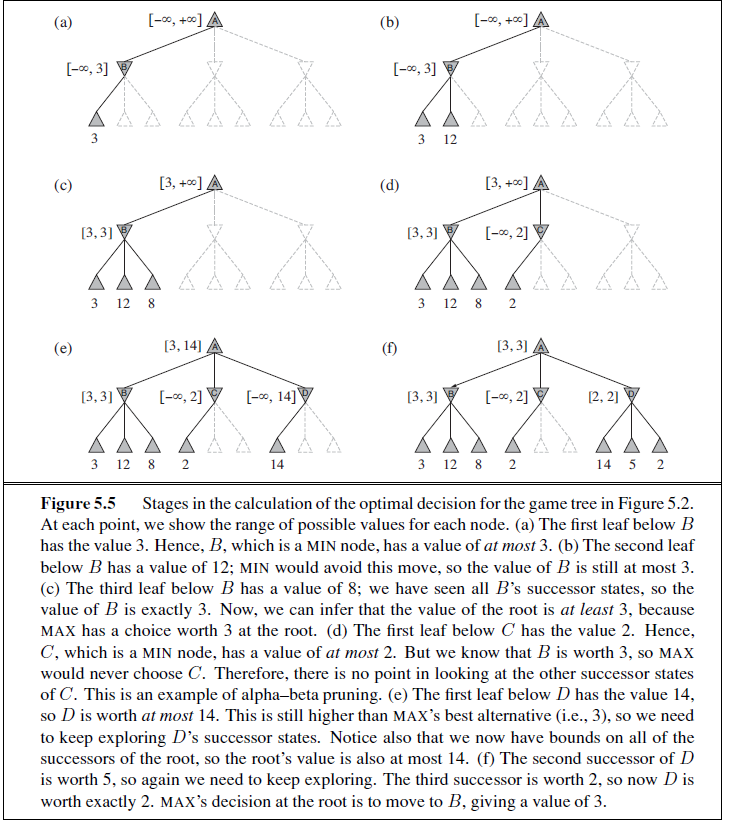 (a) [−∞, +∞] A
[−∞, 3] B
3
(b) [−∞, +∞] A
[−∞, 3] B
3 12
(c) [3, +∞] A
[3, 3] B
3 12 8
(d) [3, +∞] A
[3, 3] B [−∞, 2] C
3 12 8 2
(e) [3, 14] A
[3, 3] B [−∞, 2] C [−∞, 14] D
3 12 8 2 14
(f) [3, 3] A
[3, 3] B [−∞, 2] C [2, 2] D
3 12 8 2 14 5 2
Figure 5.5 Stages in the calculation of the optimal decision for the game tree in Figure 5.2.
At each point, we show the range of possible values for each node. (a) The first leaf below B
has the value 3. Hence, B, which is a MIN node, has a value of at most 3. (b) The second leaf
below B has a value of 12; MIN would avoid this move, so the value of B is still at most 3.
(c) The third leaf below B has a value of 8; we have seen all B’s successor states, so the
value of B is exactly 3. Now, we can infer that the value of the root is at least 3, because
MAX has a choice worth 3 at the root. (d) The first leaf below C has the value 2. Hence,
C, which is a MIN node, has a value of at most 2. But we know that B is worth 3, so MAX
would never choose C. Therefore, there is no point in looking at the other successor states
of C. This is an example of alpha–beta pruning. (e) The first leaf below D has the value 14,
so D is worth at most 14. This is still higher than MAX’s best alternative (i.e., 3), so we need
to keep exploring D’s successor states. Notice also that we now have bounds on all of the
successors of the root, so the root’s value is also at most 14. (f) The second successor of D
is worth 5, so again we need to keep exploring. The third successor is worth 2, so now D is
worth exactly 2. MAX’s decision at the root is to move to B, giving a value of 3.